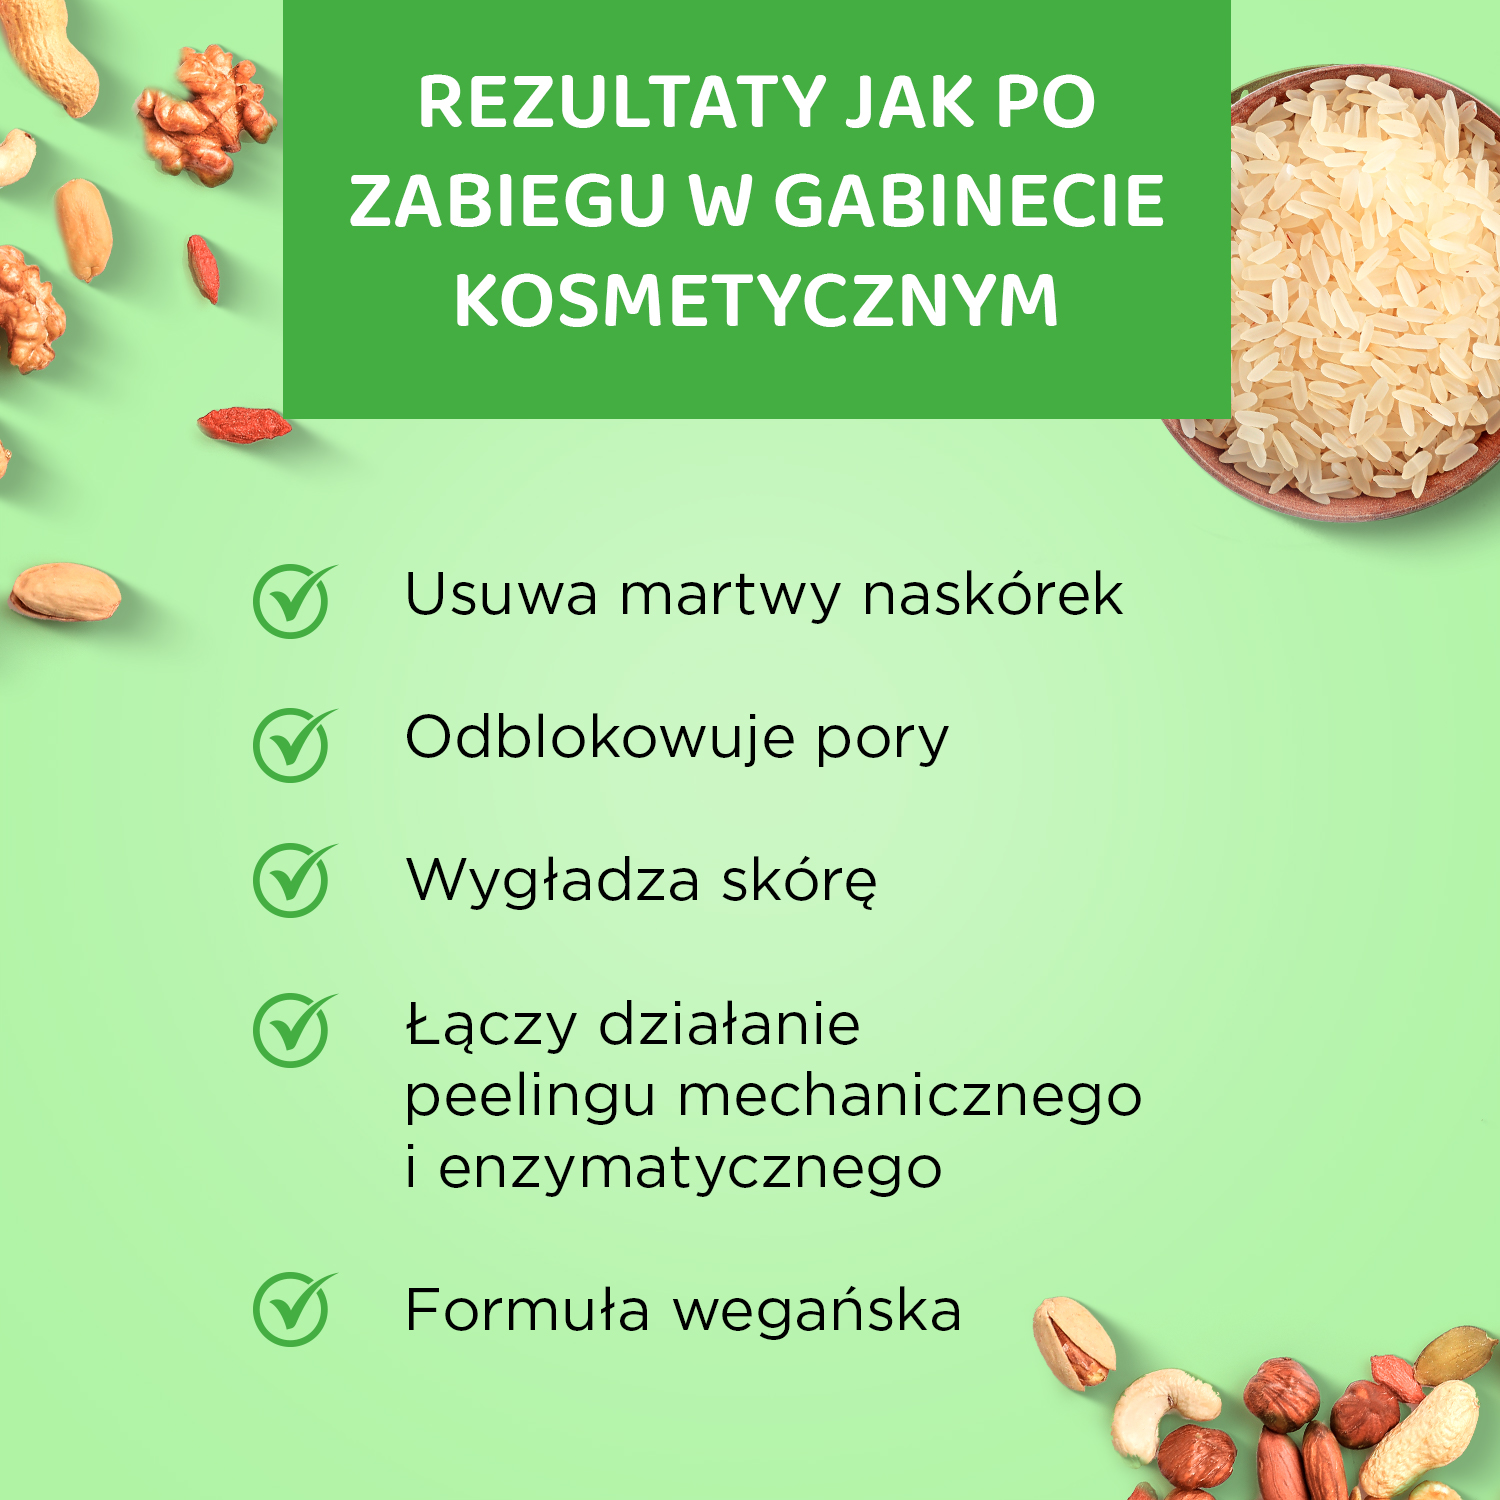 REZULTATY JAK PO
ZABIEGU W GABINECIE
KOSMETYCZNYM
Usuwa martwy naskórek
Odblokowuje pory
Wygładza skórę
Łączy działanie
peelingu mechanicznego
i enzymatycznego
Formuła wegańska